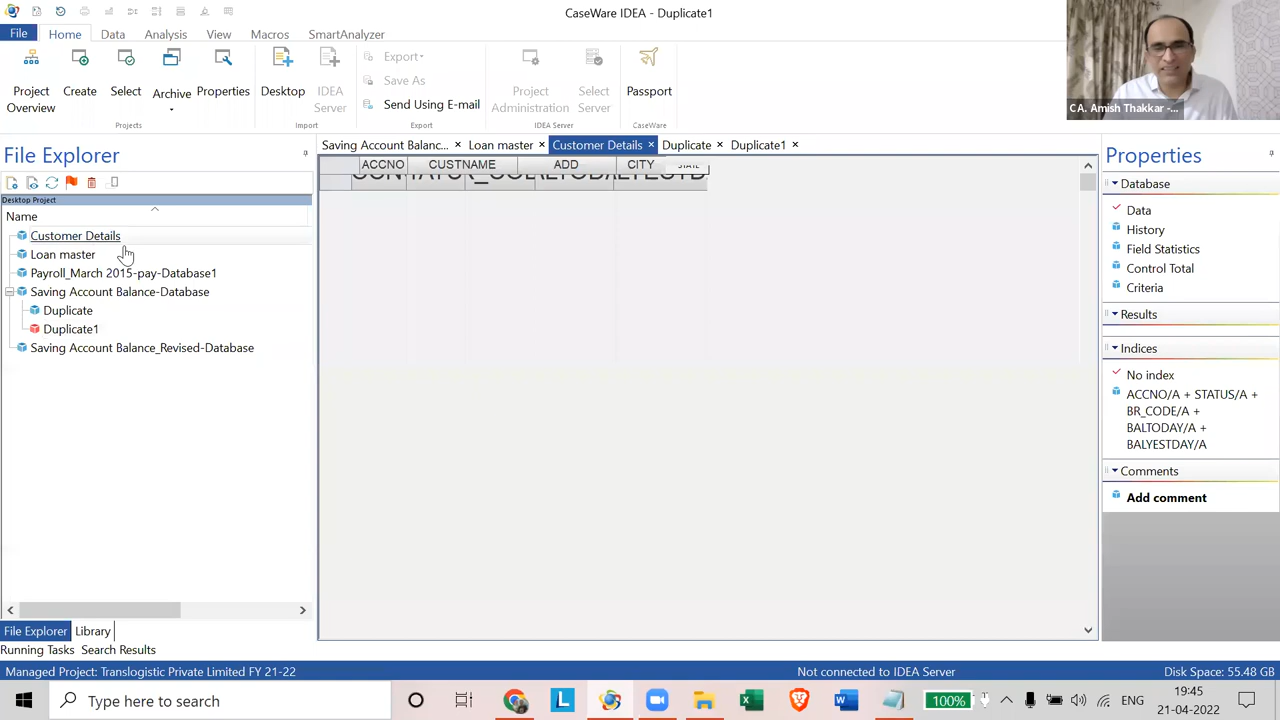 CaseWare IDEA - Duplicate1
File Home Data Analysis View Macros SmartAnalyzer
CA. Amish Thakkar -...
Project Overview
Create
Select
Archive
Properties
Desktop
IDEA Server
Export
Save As
Send Using E-mail
Project Administration
Select Server
Passport
Projects
Import
Export
IDEA Server
CaseWare
File Explorer
Desktop Project
Name
Customer Details
Loan master
Payroll_March 2015-pay-Database1
Saving Account Balance-Database
Duplicate
Duplicate1
Saving Account Balance_Revised-Database
File Explorer Library
Saving Account Balanc... × Loan master × Customer Details × Duplicate × Duplicate1 ×
ACCNO CUSTNAME ADD CITY
Properties
Database
Data
History
Field Statistics
Control Total
Criteria
Results
Indices
No index
ACCNO/A + STATUS/A +
BR_CODE/A +
BALTODAY/A +
BALYESTDAY/A
Comments
Add comment
Running Tasks Search Results
Managed Project: Translogistic Private Limited FY 21-22 Not connected to IDEA Server Disk Space: 55.48 GB
Type here to search
100%
ENG
19:45
21-04-2022